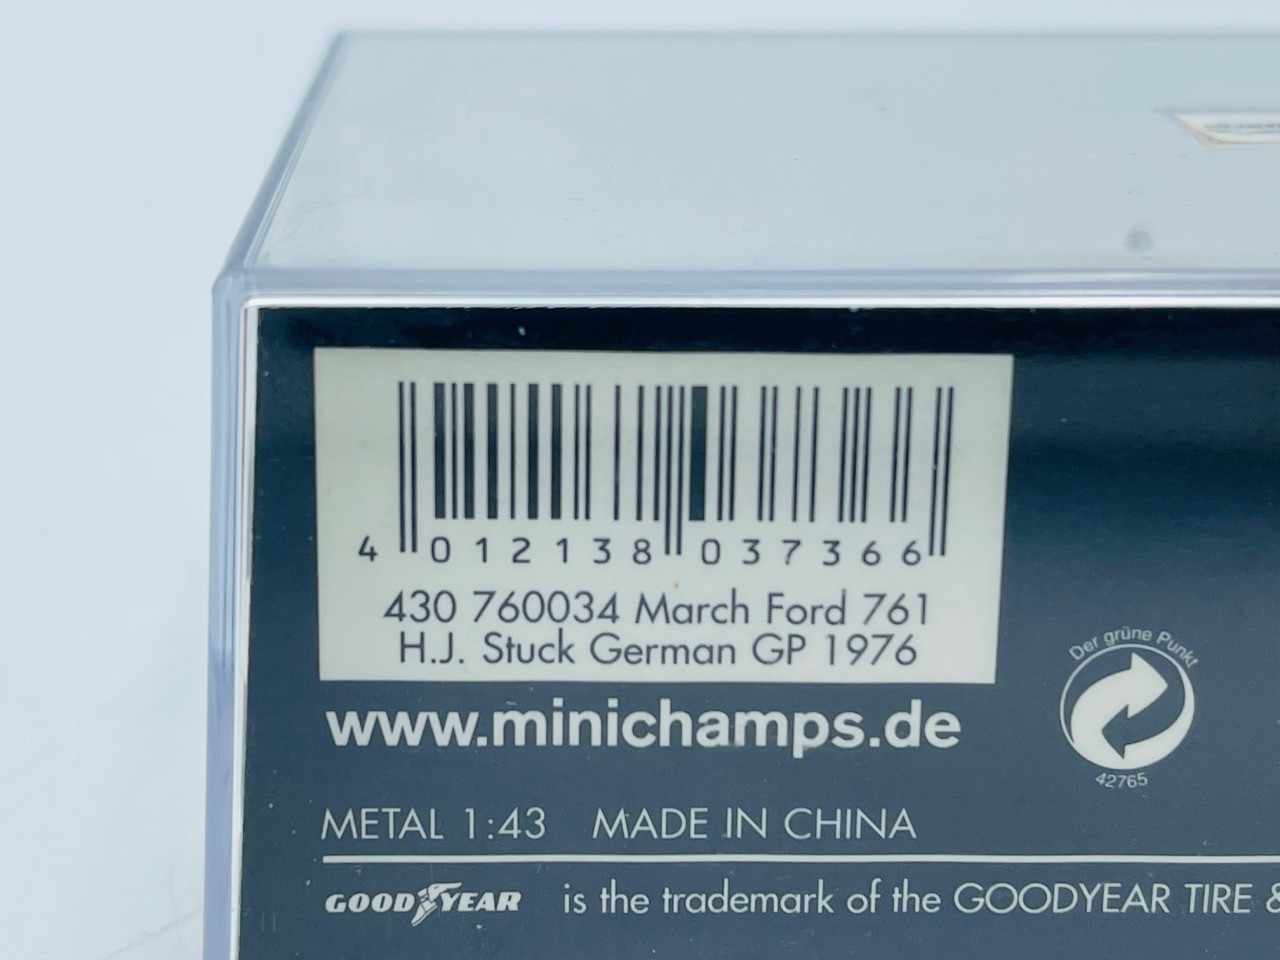 4 012138 037366
430 760034 March Ford 761
H.J. Stuck German GP 1976
www.minichamps.de
Der grüne Punkt
42765
METAL 1:43 MADE IN CHINA
GOODYEAR is the trademark of the GOODYEAR TIRE &